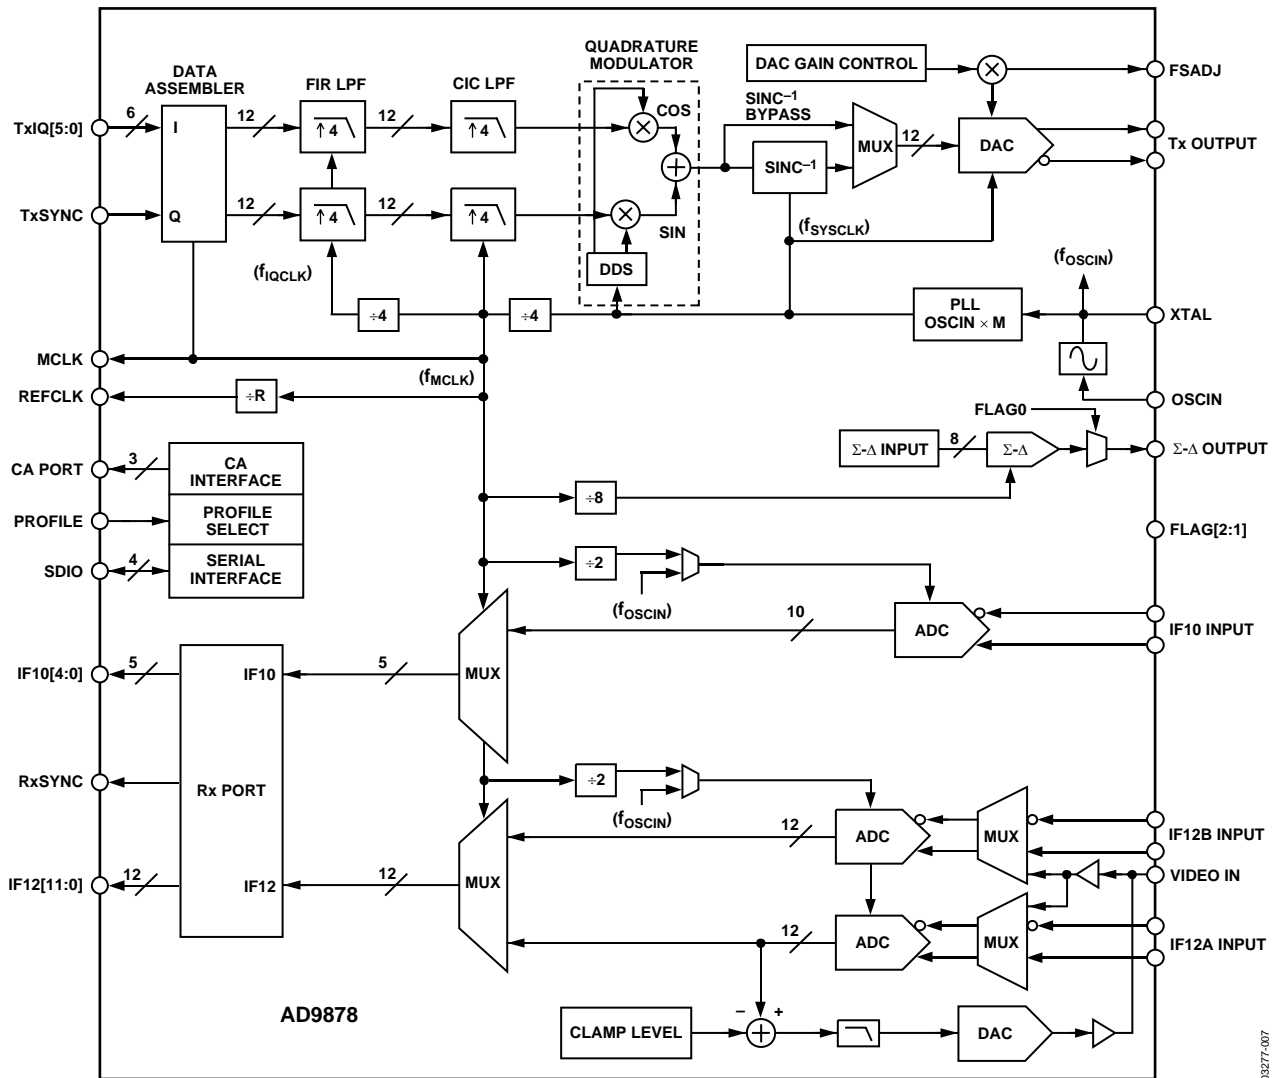 QUADRATURE
MODULATOR
DATA
ASSEMBLER
FIR LPF
CIC LPF
DAC GAIN CONTROL
FSADJ
TxIQ[5:0]
6
I
12
↑4
12
↑4
COS
SINC–1
BYPASS
MUX
12
DAC
Tx OUTPUT
SINC–1
TxSYNC
Q
12
↑4
12
↑4
SIN
(fSYSCLK)
(fIQCLK)
DDS
(fOSCIN)
÷4
÷4
PLL
OSCIN × M
XTAL
MCLK
(fMCLK)
REFCLK
÷R
OSCIN
FLAG0
CA PORT
3
CA
INTERFACE
Σ-Δ INPUT
8
Σ-Δ
Σ-Δ OUTPUT
÷8
PROFILE
PROFILE
SELECT
FLAG[2:1]
SDIO
4
SERIAL
INTERFACE
÷2
(fOSCIN)
10
ADC
IF10 INPUT
IF10[4:0]
5
IF10
5
MUX
RxSYNC
Rx PORT
÷2
(fOSCIN)
12
ADC
MUX
IF12B INPUT
VIDEO IN
IF12[11:0]
12
IF12
12
MUX
12
ADC
MUX
IF12A INPUT
AD9878
CLAMP LEVEL
–
+
DAC
03277-007